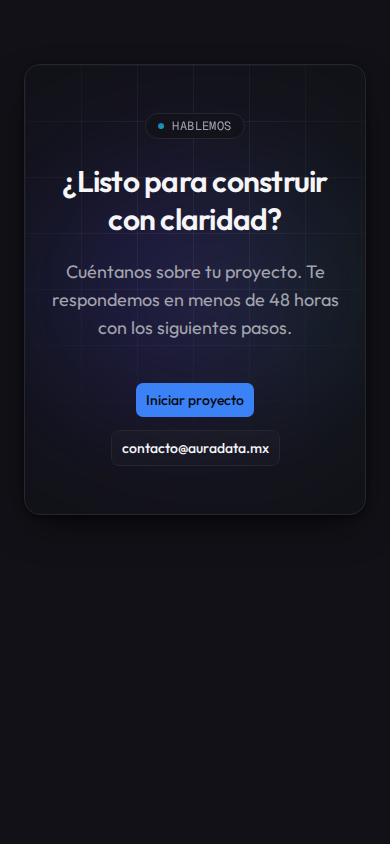 HABLEMOS
¿Listo para construir
con claridad?
Cuéntanos sobre tu proyecto. Te
respondemos en menos de 48 horas
con los siguientes pasos.
Iniciar proyecto
contacto@auradata.mx